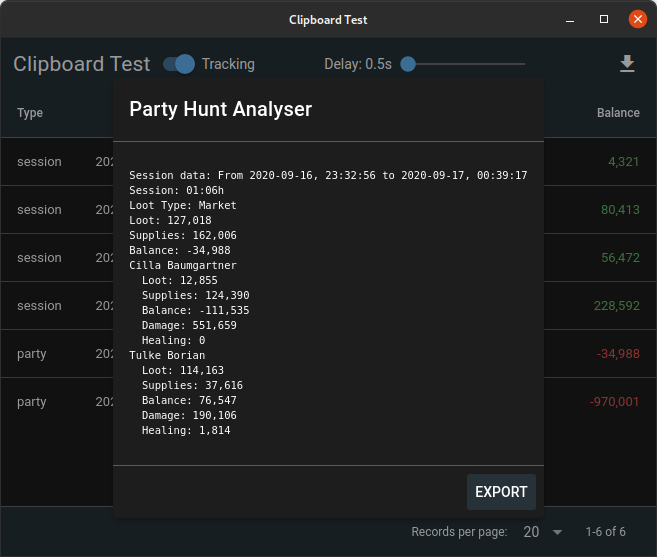 Clipboard Test
Clipboard Test Tracking Delay: 0.5s
Type Balance
Party Hunt Analyser
Session data: From 2020-09-16, 23:32:56 to 2020-09-17, 00:39:17
Session: 01:06h
Loot Type: Market
Loot: 127,018
Supplies: 162,006
Balance: -34,988
Cilla Baumgartner
Loot: 12,855
Supplies: 124,390
Balance: -111,535
Damage: 551,659
Healing: 0
Tulke Borian
Loot: 114,163
Supplies: 37,616
Balance: 76,547
Damage: 190,106
Healing: 1,814
EXPORT
session 202 4,321
session 202 80,413
session 202 56,472
session 202 228,592
party 202 -34,988
party 202 -970,001
Records per page: 20 1-6 of 6